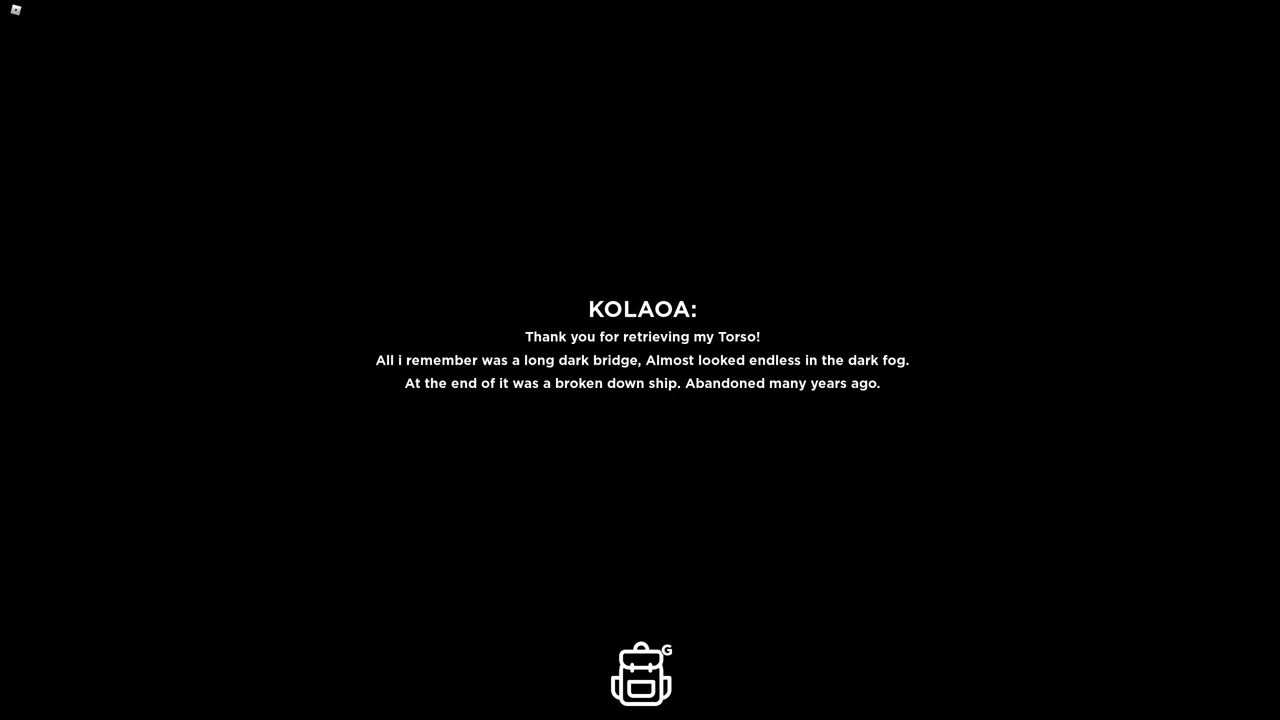 KOLAOA:
Thank you for retrieving my Torso!
All i remember was a long dark bridge, Almost looked endless in the dark fog.
At the end of it was a broken down ship. Abandoned many years ago.
G